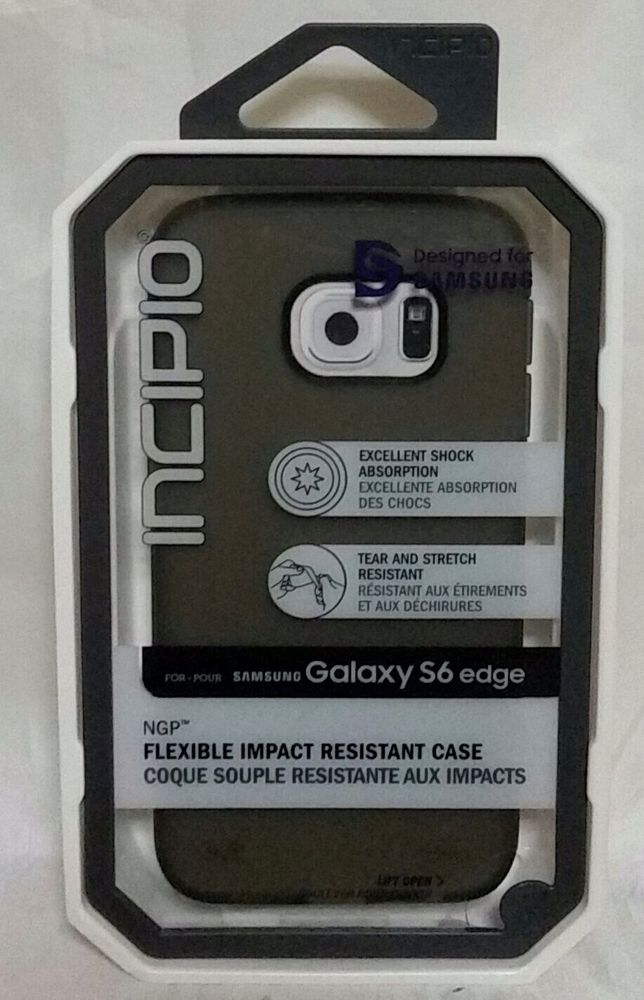 INCIPIO
INCIPIO
Designed for
SAMSUNG
EXCELLENT SHOCK
ABSORPTION
EXCELLENTE ABSORPTION
DES CHOCS
TEAR AND STRETCH
RESISTANT
RÉSISTANT AUX ÉTIREMENTS
ET AUX DÉCHIRURES
FOR - POUR SAMSUNG Galaxy S6 edge
NGP™
FLEXIBLE IMPACT RESISTANT CASE
COQUE SOUPLE RESISTANTE AUX IMPACTS
LIFT OPEN >